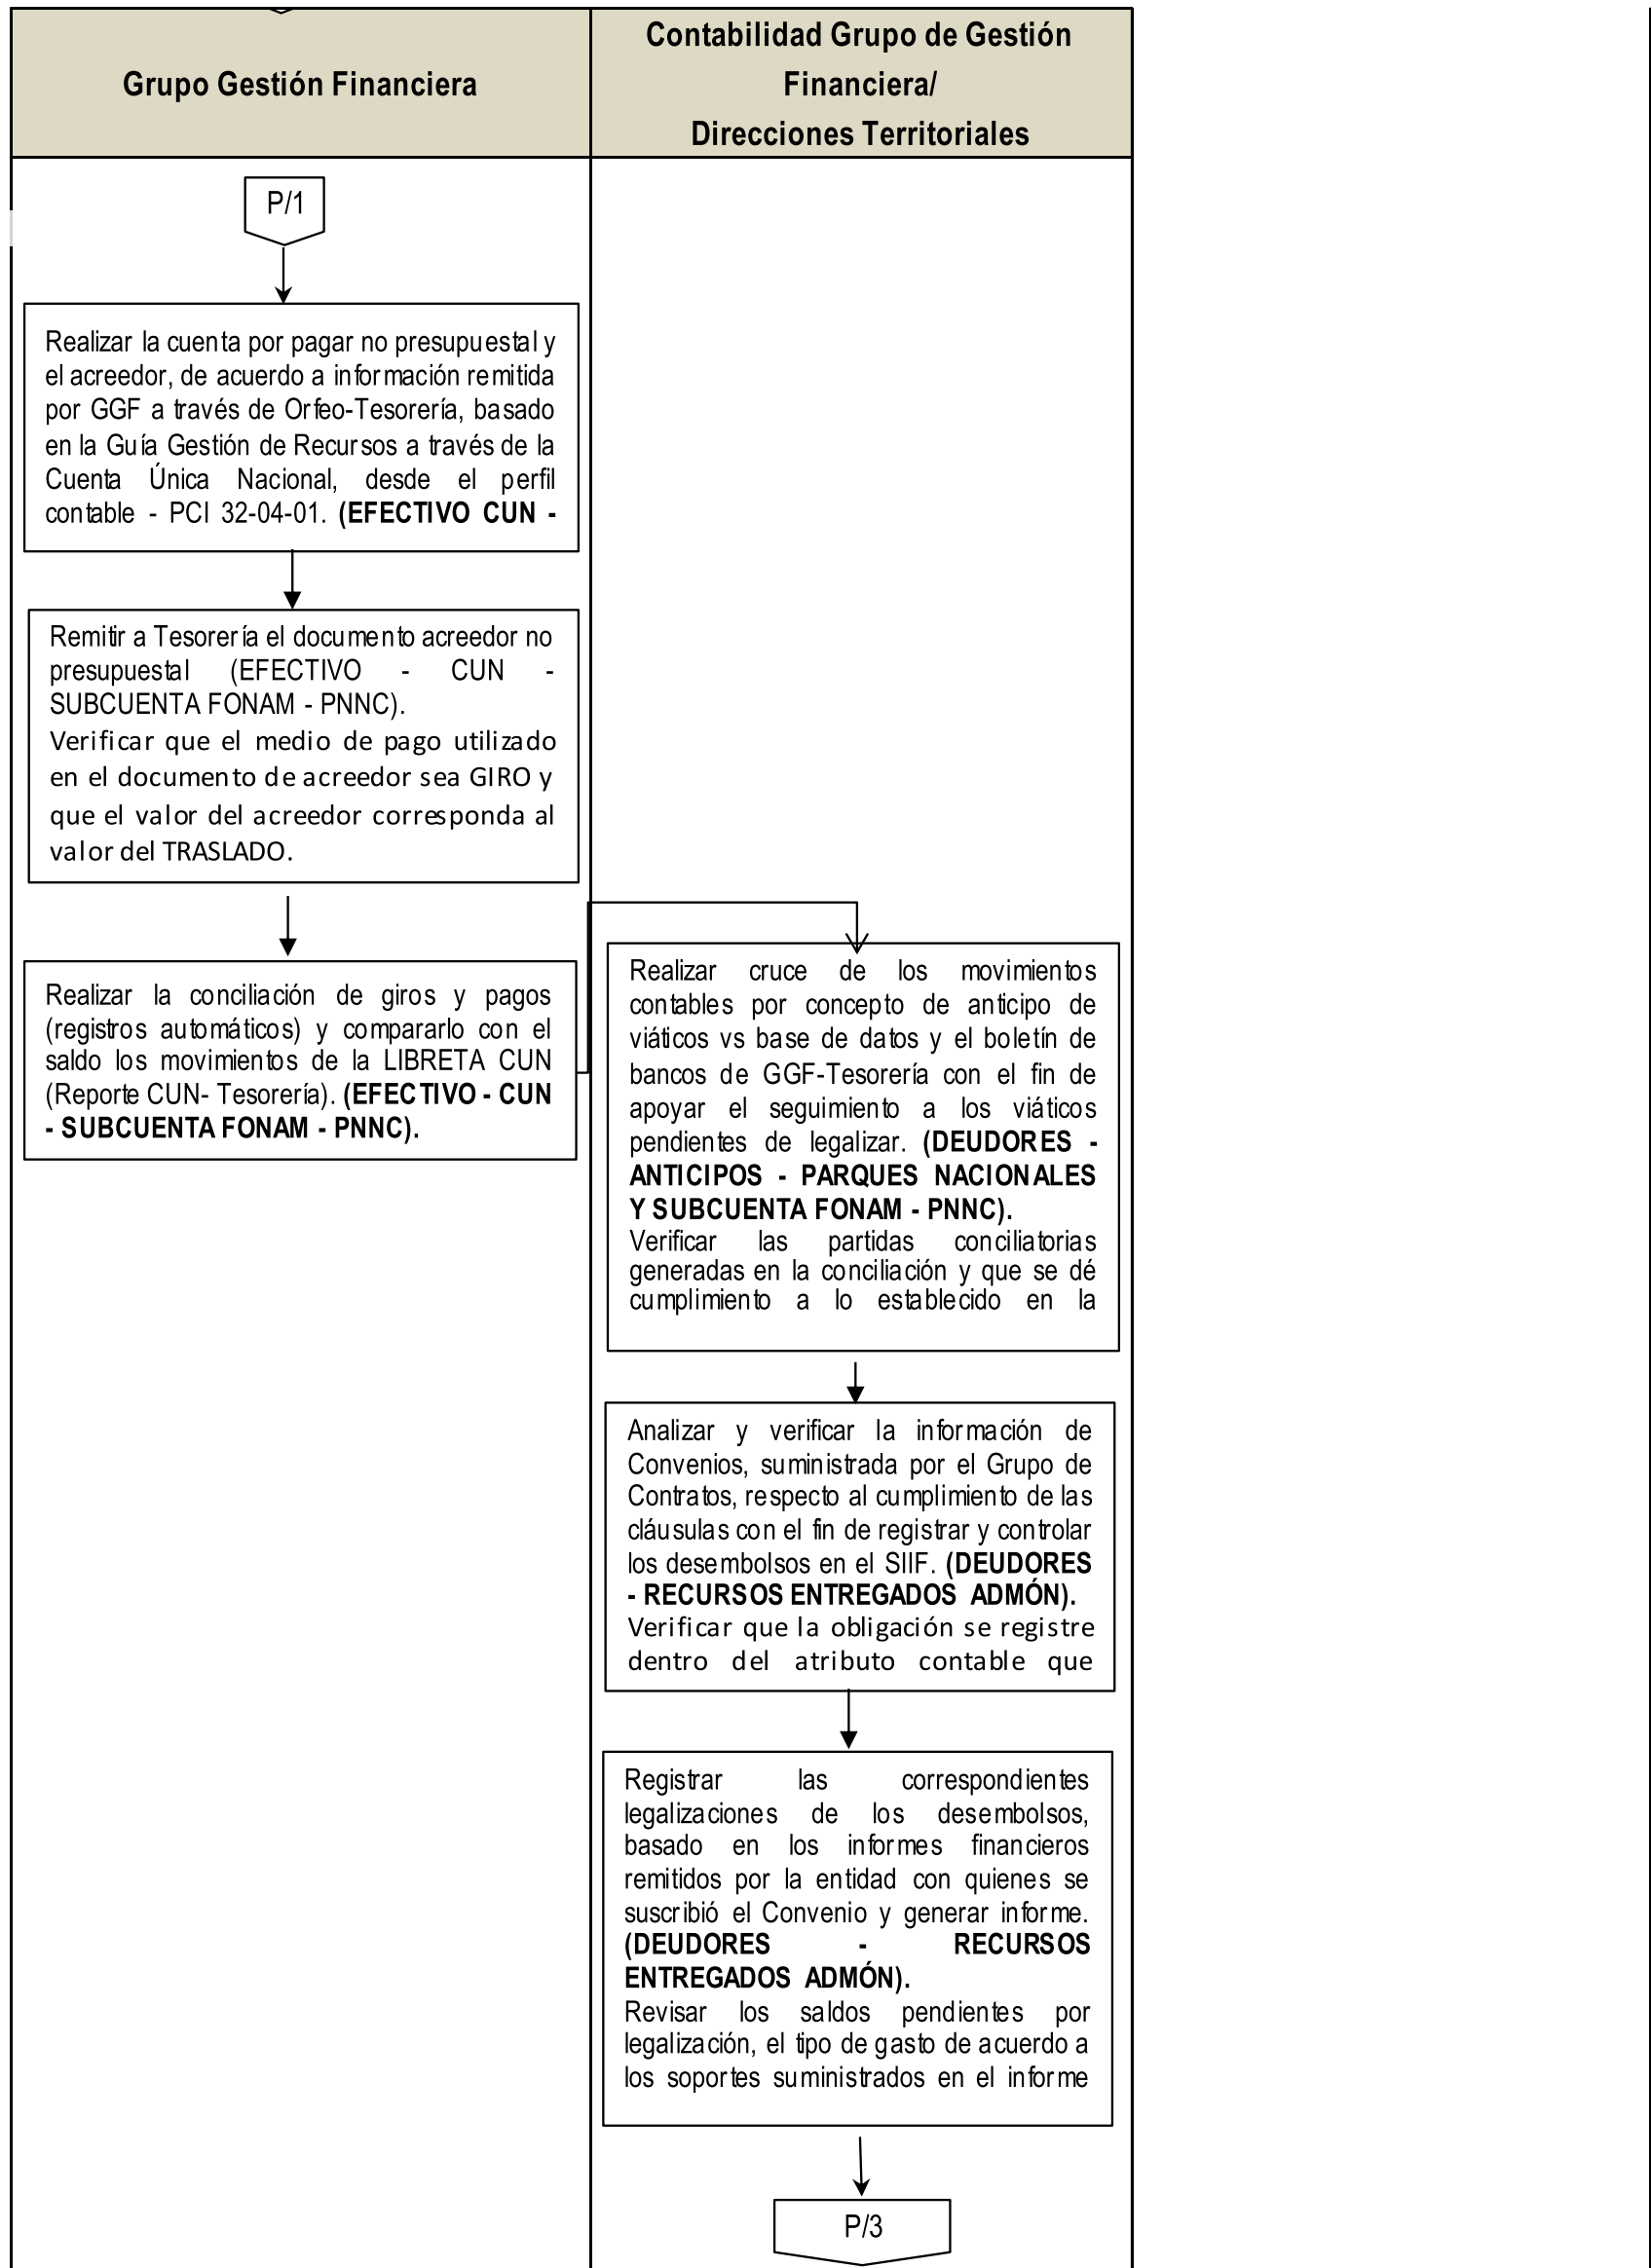 Grupo Gestión Financiera
Contabilidad Grupo de Gestión
Financiera/
Direcciones Territoriales
P/1
Realizar la cuenta por pagar no presupuestal y
el acreedor, de acuerdo a información remitida
por GGF a través de Orfeo-Tesorería, basado
en la Guía Gestión de Recursos a través de la
Cuenta Única Nacional, desde el perfil
contable - PCI 32-04-01. (EFECTIVO CUN -
Remitir a Tesorería el documento acreedor no
presupuestal (EFECTIVO - CUN -
SUBCUENTA FONAM - PNNC).
Verificar que el medio de pago utilizado
en el documento de acreedor sea GIRO y
que el valor del acreedor corresponda al
valor del TRASLADO.
Realizar la conciliación de giros y pagos
(registros automáticos) y compararlo con el
saldo los movimientos de la LIBRETA CUN
(Reporte CUN- Tesorería). (EFECTIVO - CUN
- SUBCUENTA FONAM - PNNC).
Realizar cruce de los movimientos
contables por concepto de anticipo de
viáticos vs base de datos y el boletín de
bancos de GGF-Tesorería con el fin de
apoyar el seguimiento a los viáticos
pendientes de legalizar. (DEUDORES -
ANTICIPOS - PARQUES NACIONALES
Y SUBCUENTA FONAM - PNNC).
Verificar las partidas conciliatorias
generadas en la conciliación y que se dé
cumplimiento a lo establecido en la
Analizar y verificar la información de
Convenios, suministrada por el Grupo de
Contratos, respecto al cumplimiento de las
cláusulas con el fin de registrar y controlar
los desembolsos en el SIIF. (DEUDORES
- RECURSOS ENTREGADOS ADMÓN).
Verificar que la obligación se registre
dentro del atributo contable que
Registrar las correspondientes
legalizaciones de los desembolsos,
basado en los informes financieros
remitidos por la entidad con quienes se
suscribió el Convenio y generar informe.
(DEUDORES - RECURSOS
ENTREGADOS ADMÓN).
Revisar los saldos pendientes por
legalización, el tipo de gasto de acuerdo a
los soportes suministrados en el informe
P/3